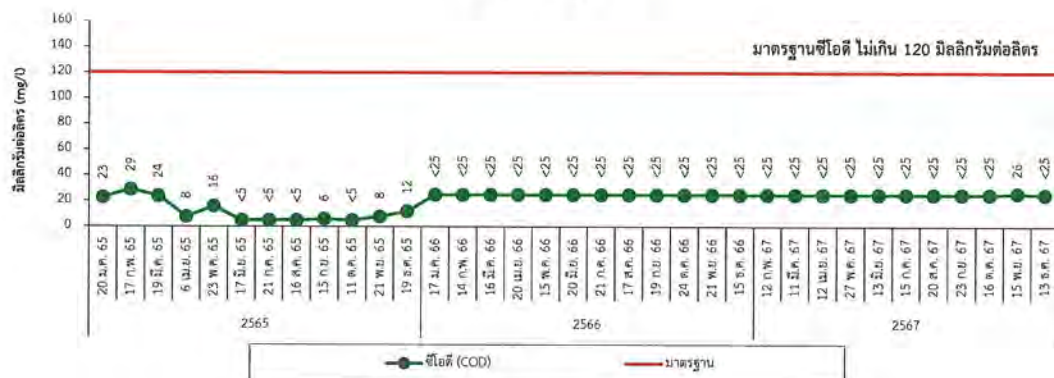 160
140
มาตรฐานซีโอดี ไม่เกิน 120 มิลลิกรัมต่อลิตร
120
100
80
60
40
20
0
มิลลิกรัมต่อลิตร (mg/l)
23 29 24 8 16 <5 <5 <5 6 <5 8 12 <25 <25 <25 <25 <25 <25 <25 <25 <25 <25 <25 <25 <25 <25 <25 <25 <25 <25 <25 <25 <25 26 <25
20 ม.ค. 65
17 ก.พ. 65
19 มี.ค. 65
6 เม.ย. 65
23 พ.ค. 65
17 มิ.ย. 65
21 ก.ค. 65
16 ส.ค. 65
15 ก.ย. 65
11 ต.ค. 65
21 พ.ย. 65
19 ธ.ค. 65
17 ม.ค. 66
14 ก.พ. 66
16 มี.ค. 66
20 เม.ย. 66
15 พ.ค. 66
20 มิ.ย. 66
21 ก.ค. 66
17 ส.ค. 66
19 ก.ย. 66
24 ต.ค. 66
21 พ.ย. 66
15 ธ.ค. 66
12 ก.พ. 67
11 มี.ค. 67
12 เม.ย. 67
27 พ.ค. 67
13 มิ.ย. 67
15 ก.ค. 67
20 ส.ค. 67
23 ก.ย. 67
16 ต.ค. 67
15 พ.ย. 67
13 ธ.ค. 67
2565 2566 2567
ซีโอดี (COD) มาตรฐาน